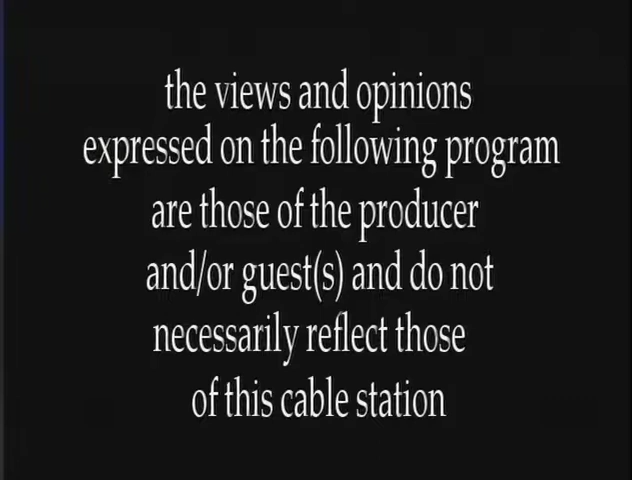 the views and opinions
expressed on the following program
are those of the producer
and/or guest(s) and do not
necessarily reflect those
of this cable station